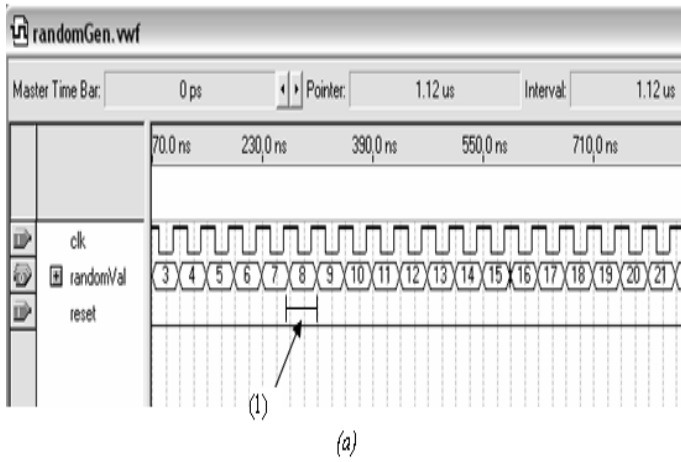 randomGen.vwf
Master Time Bar: 0 ps Pointer: 1.12 us Interval: 1.12 us
70.0 ns 230.0 ns 390.0 ns 550.0 ns 710.0 ns
clk
randomVal 3 4 5 6 7 8 9 10 11 12 13 14 15 16 17 18 19 20 21
reset
(1)
(a)